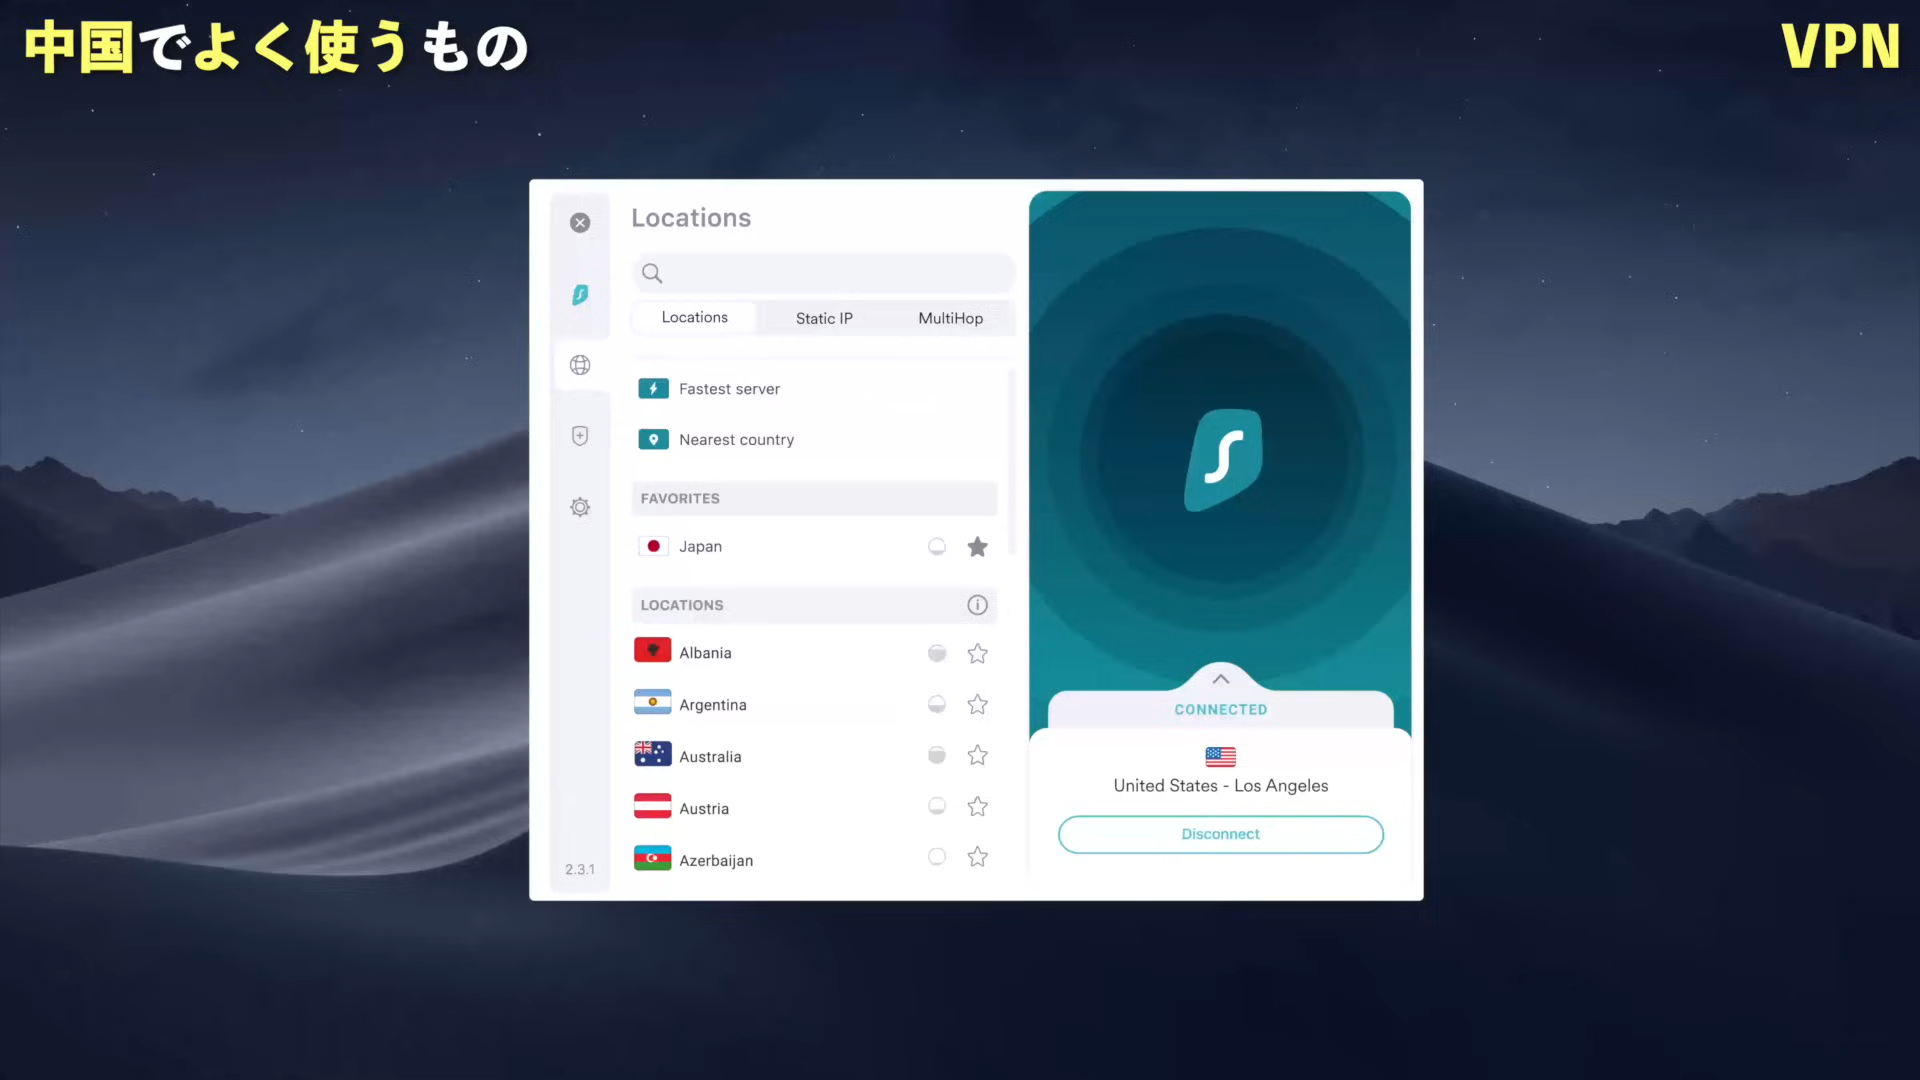 中国でよく使うもの
VPN
Locations
Locations
Static IP
MultiHop
Fastest server
Nearest country
FAVORITES
Japan
LOCATIONS
Albania
Argentina
Australia
Austria
Azerbaijan
2.3.1
CONNECTED
United States - Los Angeles
Disconnect